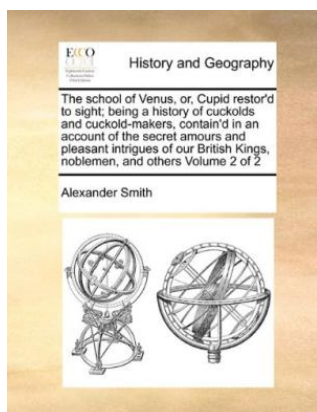 ECCO
History and Geography
The school of Venus, or, Cupid restor'd
to sight; being a history of cuckolds
and cuckold-makers, contain'd in an
account of the secret amours and
pleasant intrigues of our British Kings,
noblemen, and others Volume 2 of 2
Alexander Smith